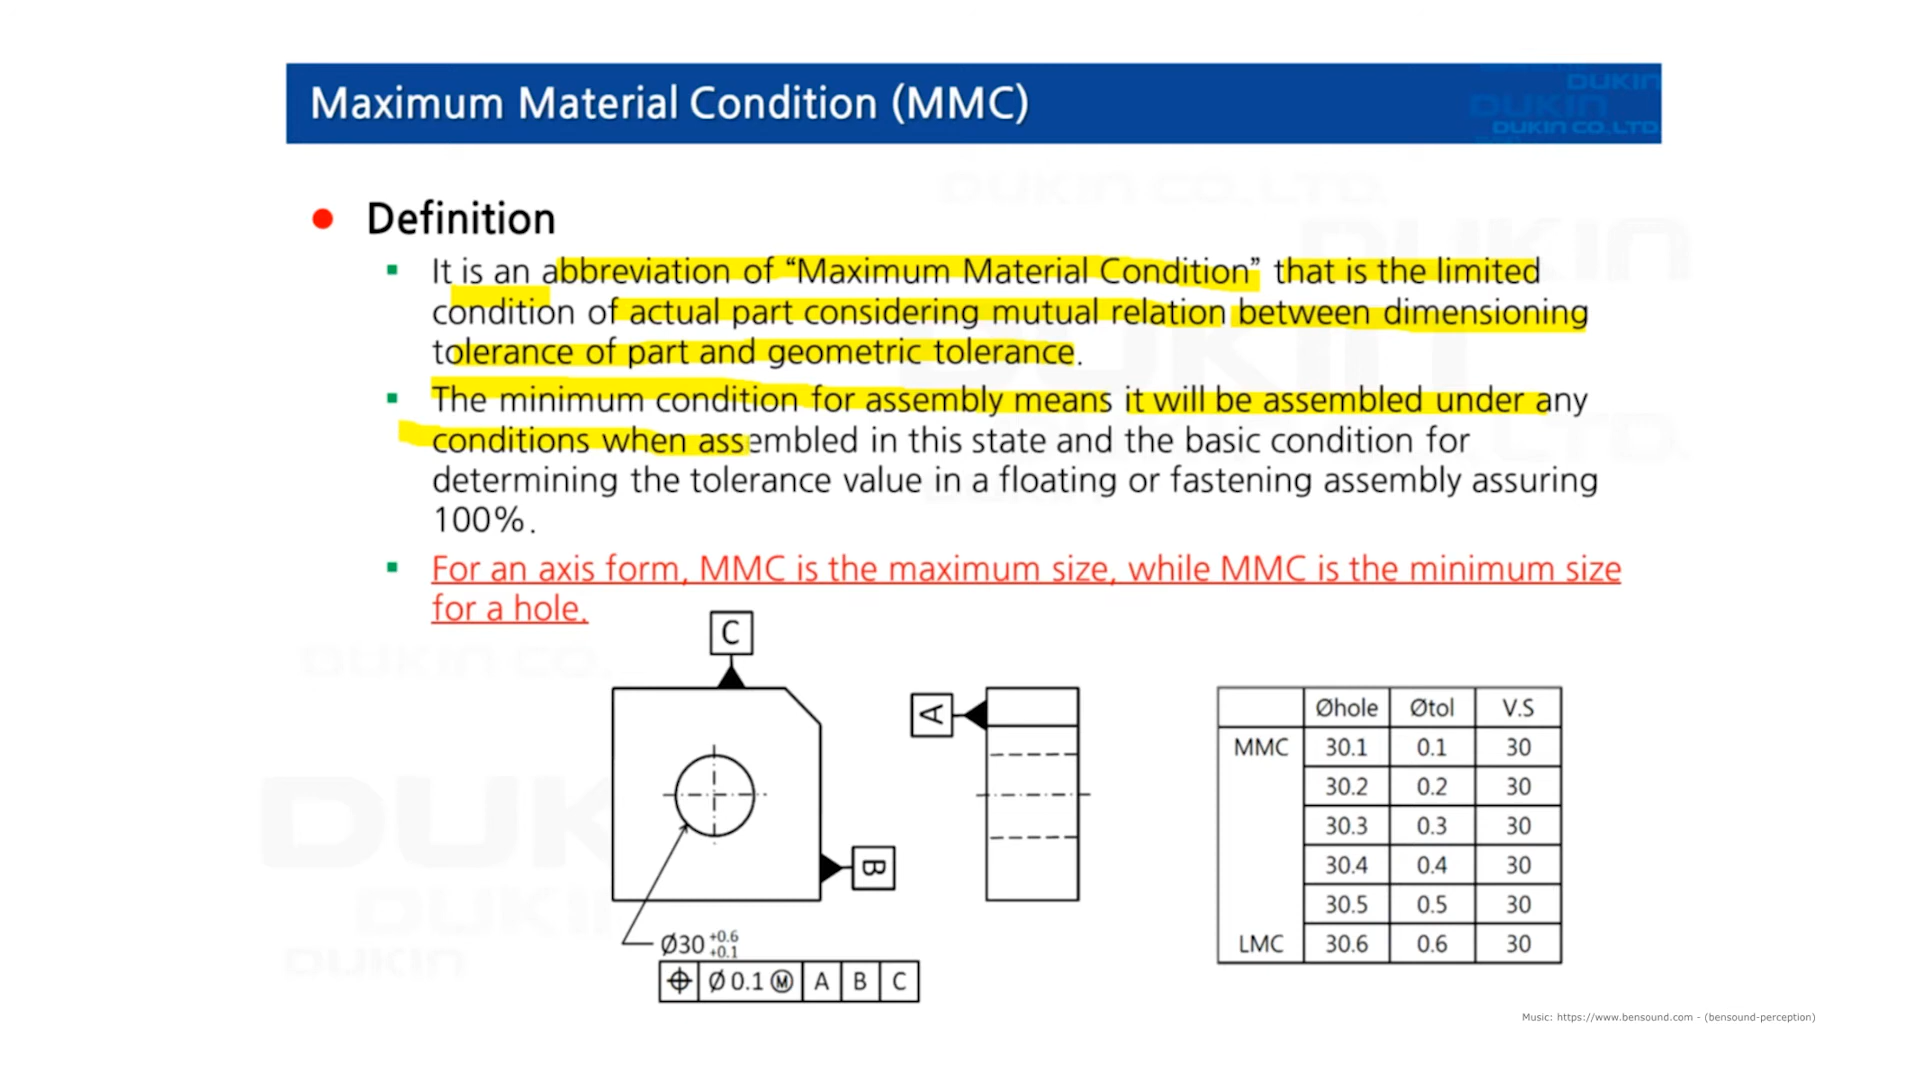 Maximum Material Condition (MMC)
DUKIN
DUKIN
DUKIN CO.,LTD
DUKIN CO.,LTD.
DUKIN
Definition
It is an abbreviation of “Maximum Material Condition” that is the limited
condition of actual part considering mutual relation between dimensioning
tolerance of part and geometric tolerance.
The minimum condition for assembly means it will be assembled under any
conditions when assembled in this state and the basic condition for
determining the tolerance value in a floating or fastening assembly assuring
100%.
For an axis form, MMC is the maximum size, while MMC is the minimum size
for a hole.
DUKIN CO.,
C
A
B
Ø30 +0.6
+0.1
⌖ Ø 0.1 Ⓜ A B C
Øhole Øtol V.S
MMC 30.1 0.1 30
30.2 0.2 30
30.3 0.3 30
30.4 0.4 30
30.5 0.5 30
LMC 30.6 0.6 30
DUKIN
Music: https://www.bensound.com - (bensound-perception)